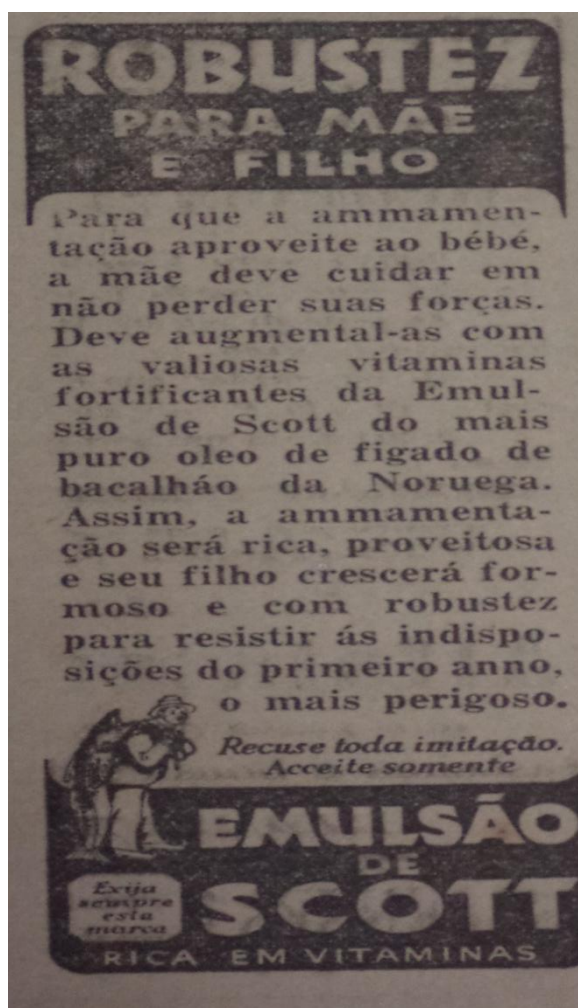 ROBUSTEZ
PARA MÃE
E FILHO
Para que a ammamen-
tação aproveite ao bébé,
a mãe deve cuidar em
não perder suas forças.
Deve augmental-as com
as valiosas vitaminas
fortificantes da Emul-
são de Scott do mais
puro oleo de figado de
bacalháo da Noruega.
Assim, a ammamenta-
ção será rica, proveitosa
e seu filho crescerá for-
moso e com robustez
para resistir ás indispo-
sições do primeiro anno,
o mais perigoso.
Recuse toda imitação.
Acceite somente
EMULSÃO
DE
SCOTT
Exija
sempre
esta
marca
RICA EM VITAMINAS